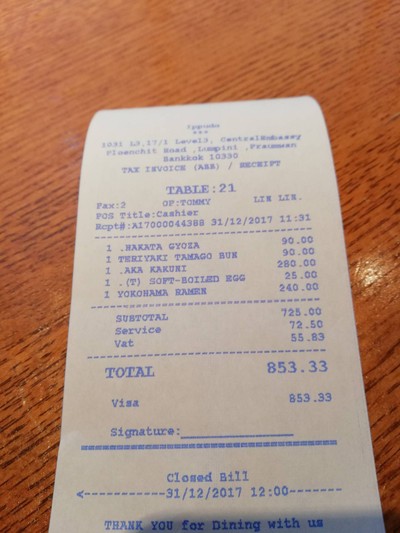 Ippudo
***
1031 L3,17/1 Level3, CentralEmbassy
Ploenchit Road ,Lumpini ,Pratumwan
Bankkok 10330
TAX INVOICE (ABB) / RECEIPT
TABLE:21
Pax:2 OP:TOMMY LIN LIN.
POS Title:Cashier
Rcpt#:A17000044388 31/12/2017 11:31
1 .HAKATA GYOZA 90.00
1 TERIYAKI TAMAGO BUN 90.00
1 .AKA KAKUNI 280.00
1 .(T) SOFT-BOILED EGG 25.00
1 YOKOHAMA RAMEN 240.00
SUBTOTAL 725.00
Service 72.50
Vat 55.83
TOTAL 853.33
Visa 853.33
Signature:
Closed Bill
<------------31/12/2017 12:00-------
THANK YOU for Dining with us